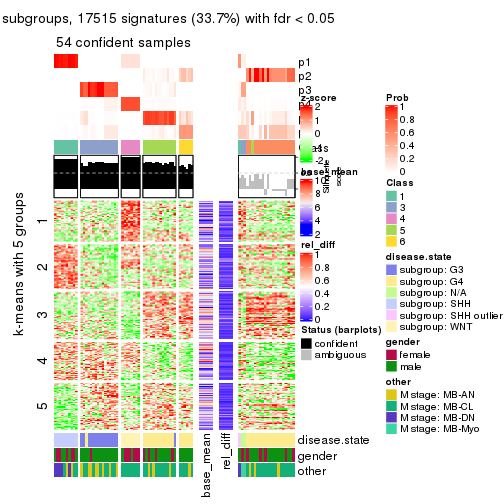 subgroups, 17515 signatures (33.7%) with fdr < 0.05
54 confident samples
p1
p2
p3
p4
z-score
2
1
0
-1
-2
base_mean
10
8
6
4
2
rel_diff
1
0.8
0.6
0.4
0.2
0
Status (barplots)
confident
ambiguous
Silhouette
score
k-means with 5 groups
1
2
3
4
5
base_mean
rel_diff
disease.state
gender
other
Prob
1
0.8
0.6
0.4
0.2
0
Class
1
3
4
5
6
disease.state
subgroup: G3
subgroup: G4
subgroup: N/A
subgroup: SHH
subgroup: SHH outlier
subgroup: WNT
gender
female
male
other
M stage: MB-AN
M stage: MB-CL
M stage: MB-DN
M stage: MB-Myo